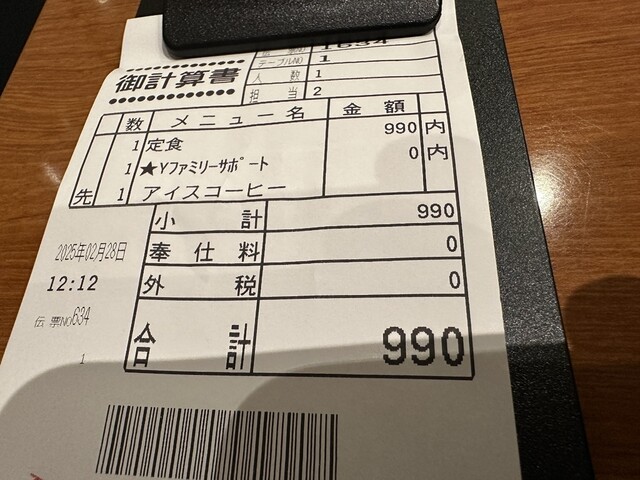 御計算書
テーブルNO 1
人数 1
担当 2
数 メニュー名 金額
1 定食 990 内
1 ★Yファミリーサポート 0 内
先 1 アイスコーヒー
小計 990
2025年02月28日
奉仕料 0
12:12
外税 0
伝票NO634
合計 990
1